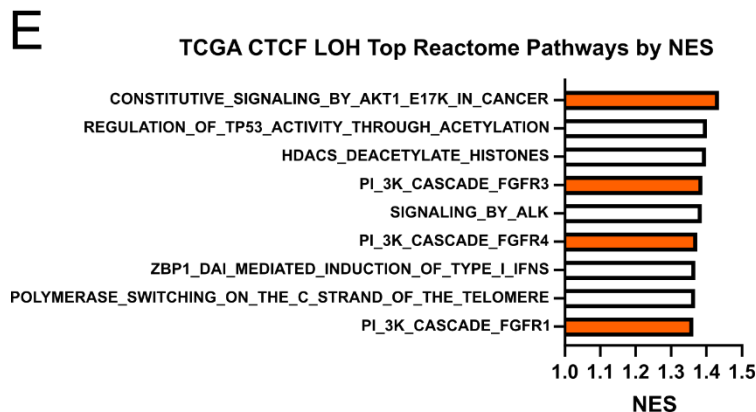 E
TCGA CTCF LOH Top Reactome Pathways by NES
CONSTITUTIVE_SIGNALING_BY_AKT1_E17K_IN_CANCER
REGULATION_OF_TP53_ACTIVITY_THROUGH_ACETYLATION
HDACS_DEACETYLATE_HISTONES
PI_3K_CASCADE_FGFR3
SIGNALING_BY_ALK
PI_3K_CASCADE_FGFR4
ZBP1_DAI_MEDIATED_INDUCTION_OF_TYPE_I_IFNS
POLYMERASE_SWITCHING_ON_THE_C_STRAND_OF_THE_TELOMERE
PI_3K_CASCADE_FGFR1
1.0 1.1 1.2 1.3 1.4 1.5
NES